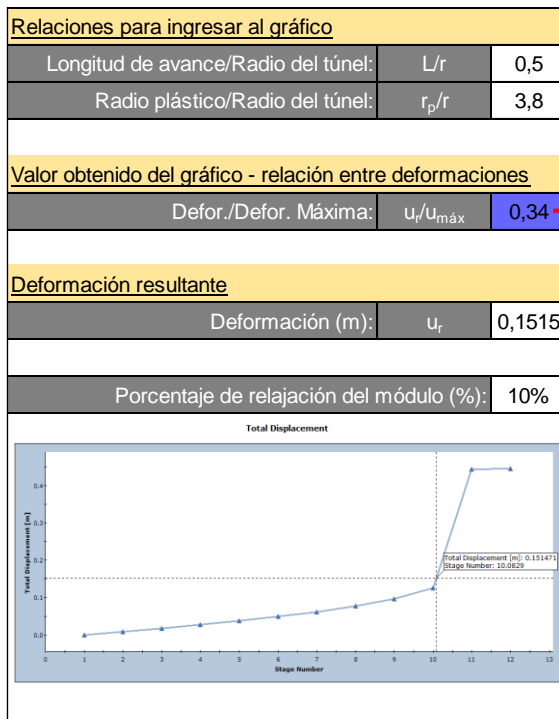 Relaciones para ingresar al gráfico
Longitud de avance/Radio del túnel: L/r 0,5
Radio plástico/Radio del túnel: rp/r 3,8
Valor obtenido del gráfico - relación entre deformaciones
Defor./Defor. Máxima: ur/umáx 0,34
Deformación resultante
Deformación (m): ur 0,1515
Porcentaje de relajación del módulo (%): 10%
Total Displacement
Total Displacement [m]
0.4
0.3
0.2
0.1
0.0
Total Displacement [m]: 0.151471
Stage Number: 10.0829
0 1 2 3 4 5 6 7 8 9 10 11 12 13
Stage Number